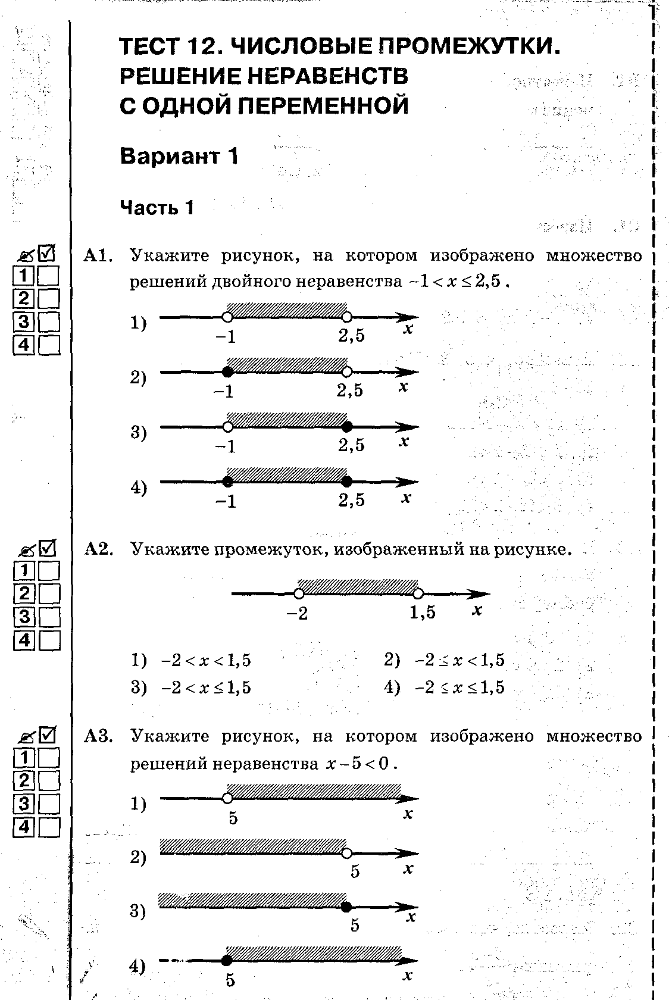 ТЕСТ 12. ЧИСЛОВЫЕ ПРОМЕЖУТКИ.
РЕШЕНИЕ НЕРАВЕНСТВ
С ОДНОЙ ПЕРЕМЕННОЙ
Вариант 1
Часть 1
А1. Укажите рисунок, на котором изображено множество
решений двойного неравенства −1 < x ≤ 2,5 .
1
2
3
4
1)
−1 2,5 x
2)
−1 2,5 x
3)
−1 2,5 x
4)
−1 2,5 x
А2. Укажите промежуток, изображенный на рисунке.
1
2
3
4
−2 1,5 x
1) −2 < x < 1,5 2) −2 ≤ x < 1,5
3) −2 < x ≤ 1,5 4) −2 ≤ x ≤ 1,5
А3. Укажите рисунок, на котором изображено множество
решений неравенства x − 5 < 0 .
1
2
3
4
1)
5 x
2)
5 x
3)
5 x
4)
5 x